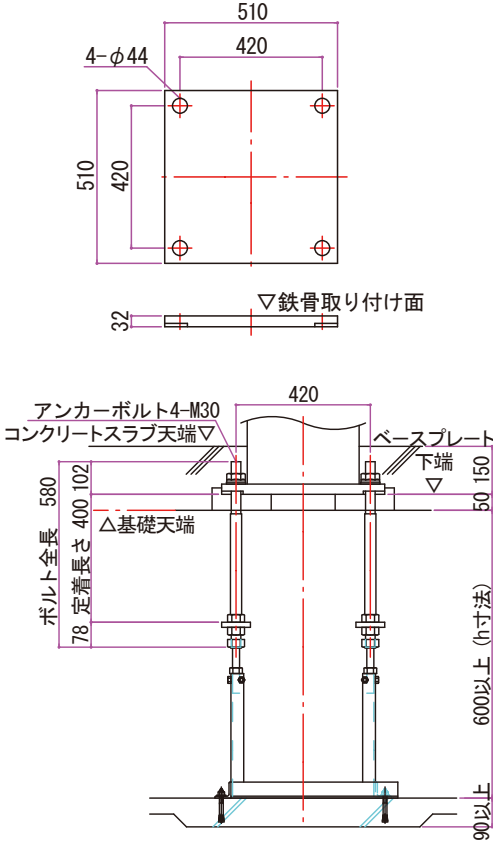 510
420
4-φ44
510
420
▽鉄骨取り付け面
32
420
アンカーボルト4-M30
コンクリートスラブ天端▽
ベースプレート
下端
▽
150
50
102
580
400
△基礎天端
ボルト全長
定着長さ
78
600以上 (h寸法)
90以上